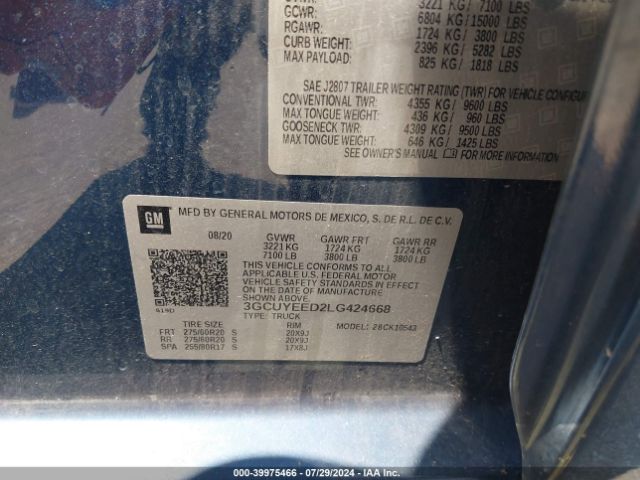 3221 KG / 7100 LBS
GCWR: 6804 KG / 15000 LBS
RGAWR: 1724 KG / 3800 LBS
CURB WEIGHT: 2396 KG / 5282 LBS
MAX PAYLOAD: 825 KG / 1818 LBS
SAE J2807 TRAILER WEIGHT RATING (TWR) FOR VEHICLE
CONVENTIONAL TWR: 4355 KG / 9600 LBS
MAX TONGUE WEIGHT: 436 KG / 960 LBS
GOOSENECK TWR: 4309 KG / 9500 LBS
MAX TONGUE WEIGHT: 646 KG / 1425 LBS
SEE OWNER'S MANUAL FOR MORE INFORMATION
GM MFD BY GENERAL MOTORS DE MEXICO, S. DE R.L. DE C.V.
08/20 GVWR GAWR FRT GAWR RR
3221 KG 1724 KG 1724 KG
7100 LB 3800 LB 3800 LB
THIS VEHICLE CONFORMS TO ALL
APPLICABLE U.S. FEDERAL MOTOR
VEHICLE SAFETY STANDARDS IN
EFFECT ON THE DATE OF MANUFACTURE
SHOWN ABOVE
3GCUYEED2LG424668
TYPE: TRUCK
TIRE SIZE RIM MODEL: 28CK10543
FRT 275/60R20 S 20X9J
RR 275/60R20 S 20X9J
SPA 255/80R17 S 17X8J
000-39975466 - 07/29/2024 - IAA Inc.